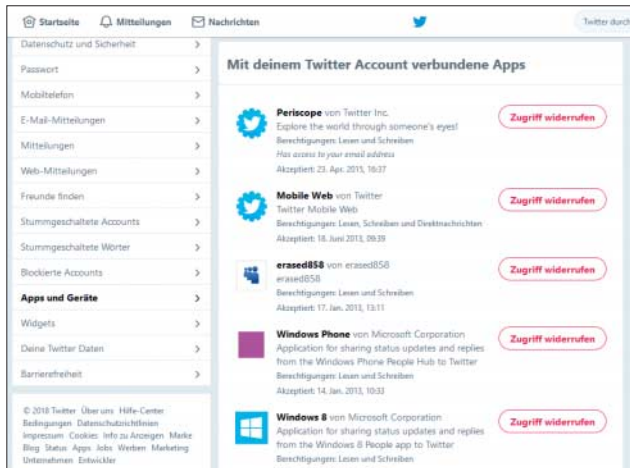 Startseite Mitteilungen Nachrichten
Twitter durch
Datenschutz und Sicherheit
Passwort
Mobiltelefon
E-Mail-Mitteilungen
Mitteilungen
Web-Mitteilungen
Freunde finden
Stummgeschaltete Accounts
Stummgeschaltete Wörter
Blockierte Accounts
Apps und Geräte
Widgets
Deine Twitter Daten
Barrierefreiheit
© 2018 Twitter Über uns Hilfe-Center
Bedingungen Datenschutzrichtlinien
Impressum Cookies Info zu Anzeigen Marke
Blog Status Apps Jobs Werben Marketing
Unternehmen Entwickler
Mit deinem Twitter Account verbundene Apps
Periscope von Twitter Inc.
Explore the world through someone's eyes!
Berechtigungen: Lesen und Schreiben
Has access to your email address
Akzeptiert: 23. Apr. 2015, 16:37
Zugriff widerrufen
Mobile Web von Twitter
Twitter Mobile Web
Berechtigungen: Lesen, Schreiben und Direktnachrichten
Akzeptiert: 18. Juni 2013, 09:39
Zugriff widerrufen
erased858 von erased858
erased858
Berechtigungen: Lesen und Schreiben
Akzeptiert: 17. Jan. 2013, 13:11
Zugriff widerrufen
Windows Phone von Microsoft Corporation
Application for sharing status updates and replies
from the Windows Phone People Hub to Twitter
Berechtigungen: Lesen und Schreiben
Akzeptiert: 14. Jan. 2013, 10:33
Zugriff widerrufen
Windows 8 von Microsoft Corporation
Application for sharing status updates and replies
from the Windows 8 People app to Twitter
Berechtigungen: Lesen und Schreiben
Zugriff widerrufen